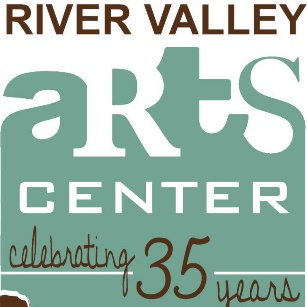 RIVER VALLEY
aRts
CENTER
celebrating 35 years